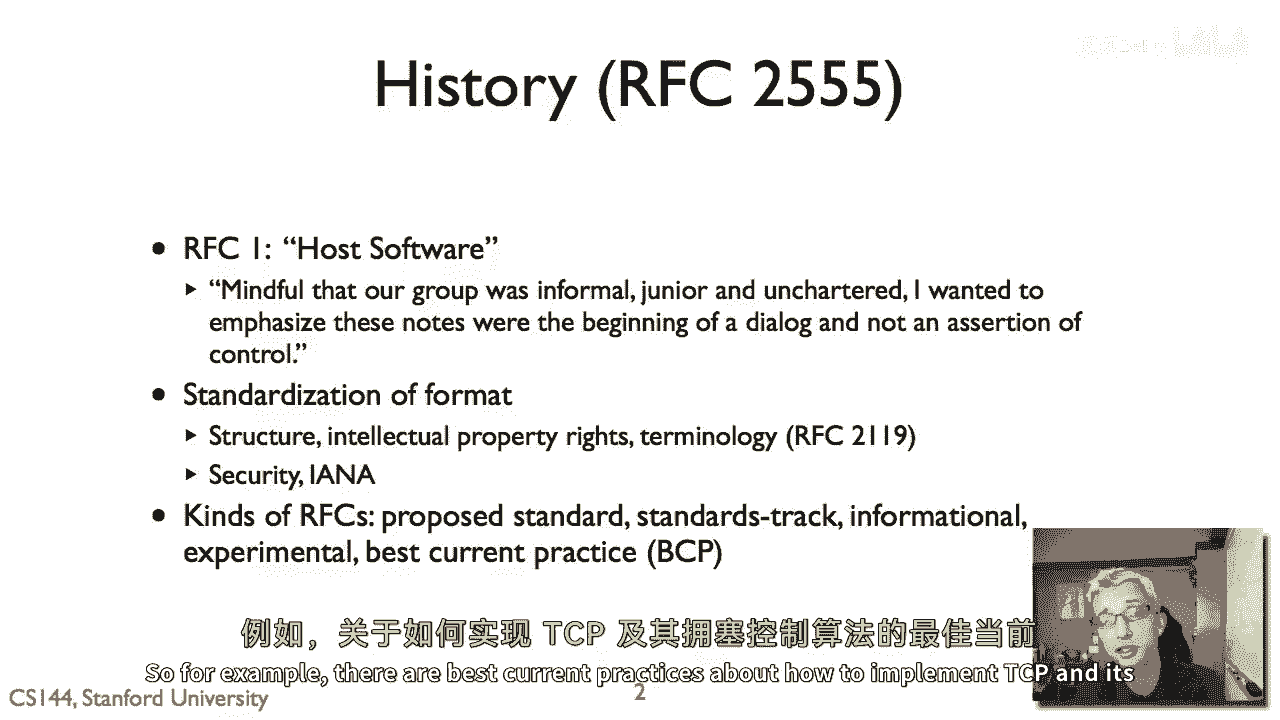 History (RFC 2555)
• RFC 1: “Host Software”
‣ “Mindful that our group was informal, junior and unchartered, I wanted to
emphasize these notes were the beginning of a dialog and not an assertion of
control.”
• Standardization of format
‣ Structure, intellectual property rights, terminology (RFC 2119)
‣ Security, IANA
• Kinds of RFCs: proposed standard, standards-track, informational,
experimental, best current practice (BCP)
例如，关于如何实现 TCP 及其拥塞控制算法的最佳当前
So for example, there are best current practices about how to implement TCP and its
CS144, Stanford University
2